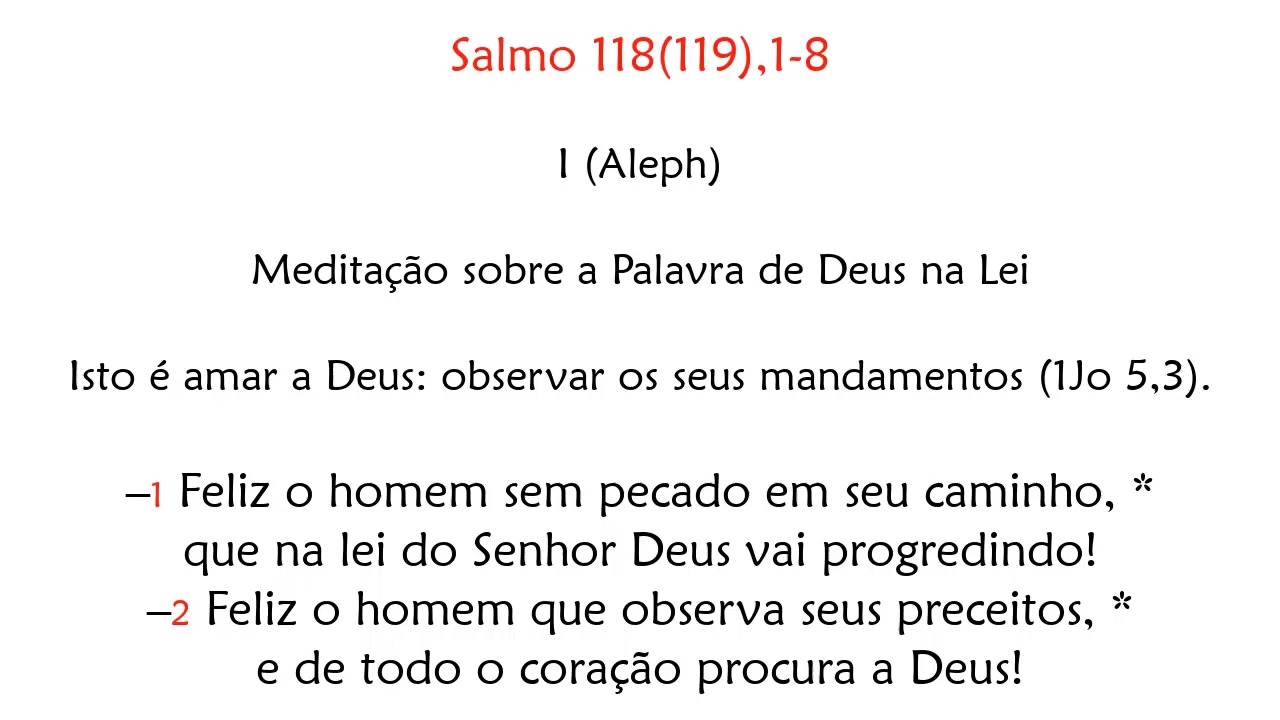 Salmo 118(119),1-8
I (Aleph)
Meditação sobre a Palavra de Deus na Lei
Isto é amar a Deus: observar os seus mandamentos (1Jo 5,3).
–1 Feliz o homem sem pecado em seu caminho, *
que na lei do Senhor Deus vai progredindo!
–2 Feliz o homem que observa seus preceitos, *
e de todo o coração procura a Deus!